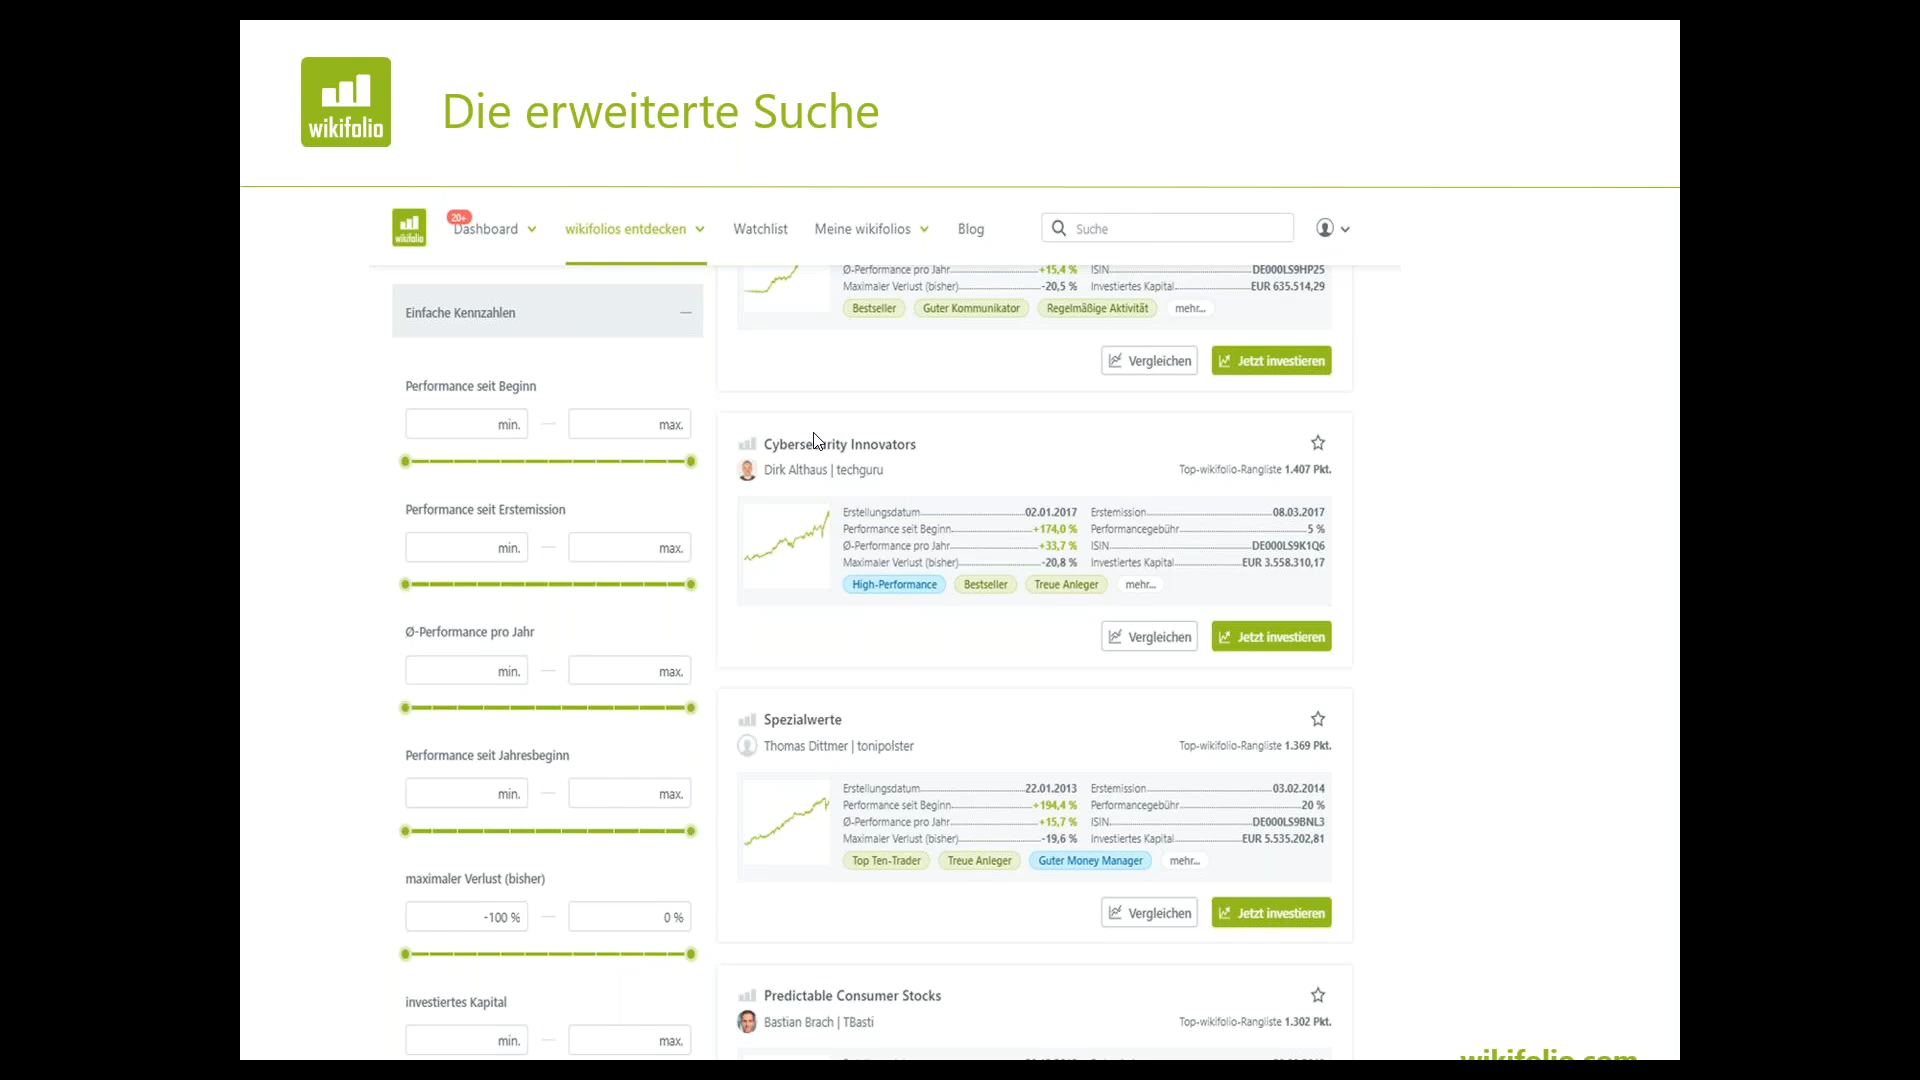 wikifolio
Die erweiterte Suche
wikifolio
20+
Dashboard
wikifolios entdecken
Watchlist
Meine wikifolios
Blog
Suche
Einfache Kennzahlen
Performance seit Beginn
min.
max.
Performance seit Erstemission
min.
max.
Ø-Performance pro Jahr
min.
max.
Performance seit Jahresbeginn
min.
max.
maximaler Verlust (bisher)
-100 %
0 %
investiertes Kapital
min.
max.
Ø-Performance pro Jahr +15,4 % ISIN DE000LS9HP25
Maximaler Verlust (bisher) -20,5 % Investiertes Kapital EUR 635.514,29
Bestseller Guter Kommunikator Regelmäßige Aktivität mehr...
Vergleichen Jetzt investieren
Cybersecurity Innovators
Dirk Althaus | techguru Top-wikifolio-Rangliste 1.407 Pkt.
Erstellungsdatum 02.01.2017 Erstemission 08.03.2017
Performance seit Beginn +174,0 % Performancegebühr 5 %
Ø-Performance pro Jahr +33,7 % ISIN DE000LS9K1Q6
Maximaler Verlust (bisher) -20,8 % Investiertes Kapital EUR 3.558.310,17
High-Performance Bestseller Treue Anleger mehr...
Vergleichen Jetzt investieren
Spezialwerte
Thomas Dittmer | tonipolster Top-wikifolio-Rangliste 1.369 Pkt.
Erstellungsdatum 22.01.2013 Erstemission 03.02.2014
Performance seit Beginn +194,4 % Performancegebühr 20 %
Ø-Performance pro Jahr +15,7 % ISIN DE000LS9BNL3
Maximaler Verlust (bisher) -19,6 % Investiertes Kapital EUR 5.535.202,81
Top Ten-Trader Treue Anleger Guter Money Manager mehr...
Vergleichen Jetzt investieren
Predictable Consumer Stocks
Bastian Brach | TBasti Top-wikifolio-Rangliste 1.302 Pkt.
wikifolio.com